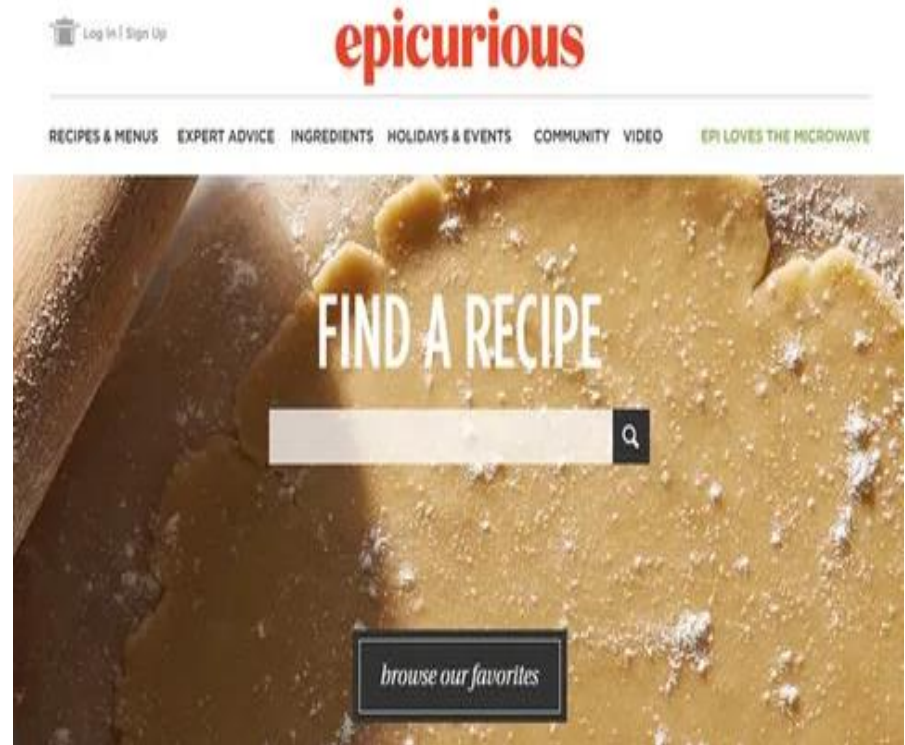 Log In | Sign Up
epicurious
RECIPES & MENUS EXPERT ADVICE INGREDIENTS HOLIDAYS & EVENTS COMMUNITY VIDEO EPI LOVES THE MICROWAVE
FIND A RECIPE
browse our favorites